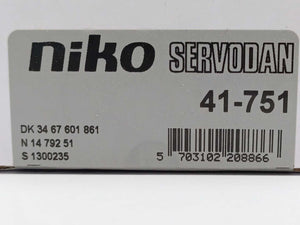 niko SERVODAN
41-751
DK 34 67 601 861
N 14 792 51
S 1300235
5 703102 208866